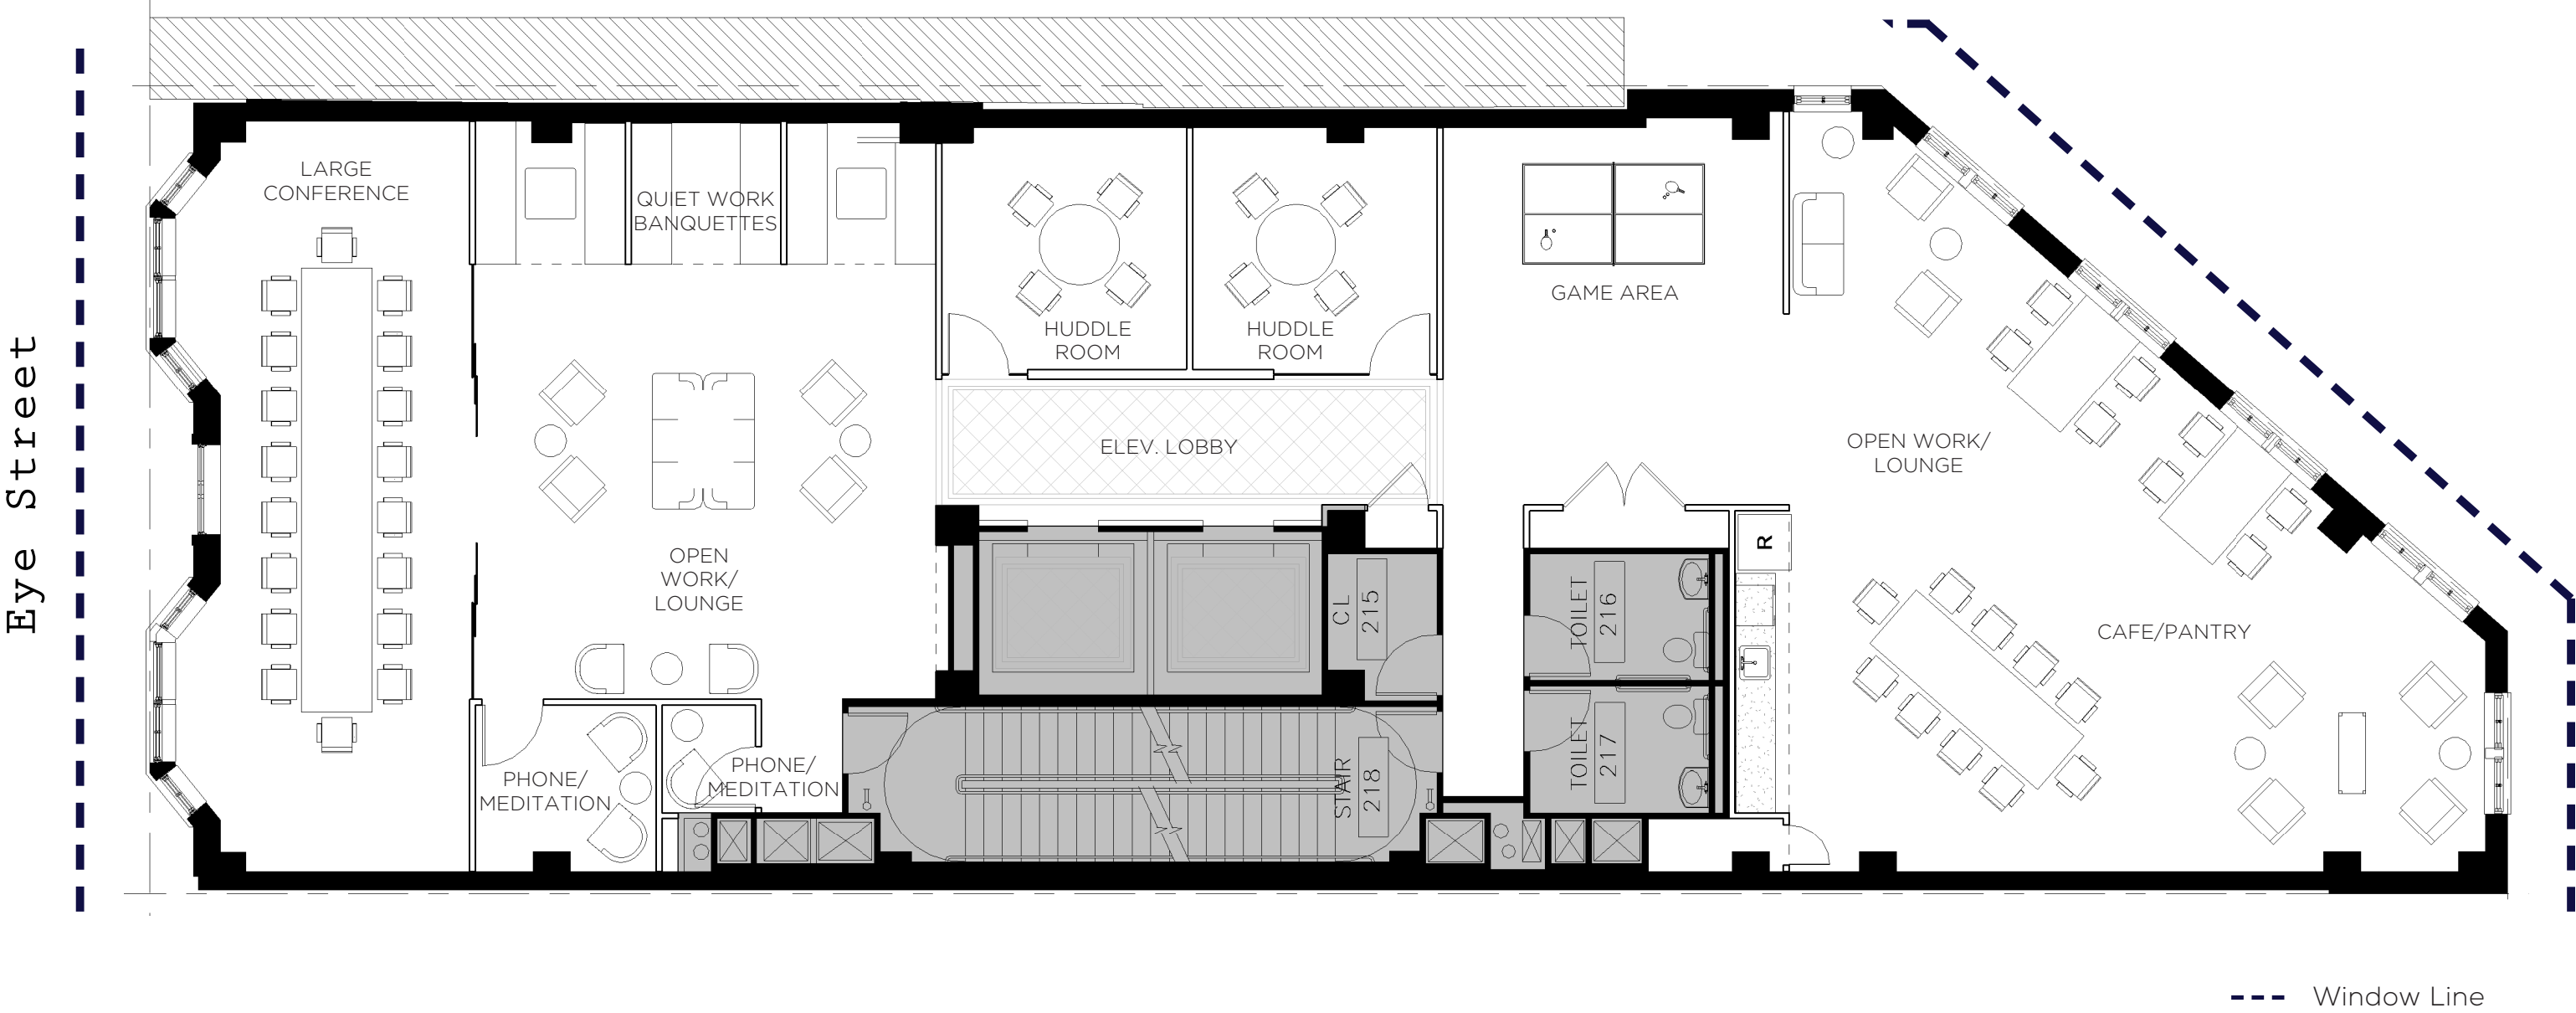 Eye Street
LARGE
CONFERENCE
QUIET WORK
BANQUETTES
HUDDLE
ROOM
HUDDLE
ROOM
GAME AREA
ELEV. LOBBY
OPEN WORK/
LOUNGE
OPEN
WORK/
LOUNGE
R
CL
215
TOILET
216
CAFE/PANTRY
TOILET
217
PHONE/
MEDITATION
PHONE/
MEDITATION
STAIR
218
Window Line